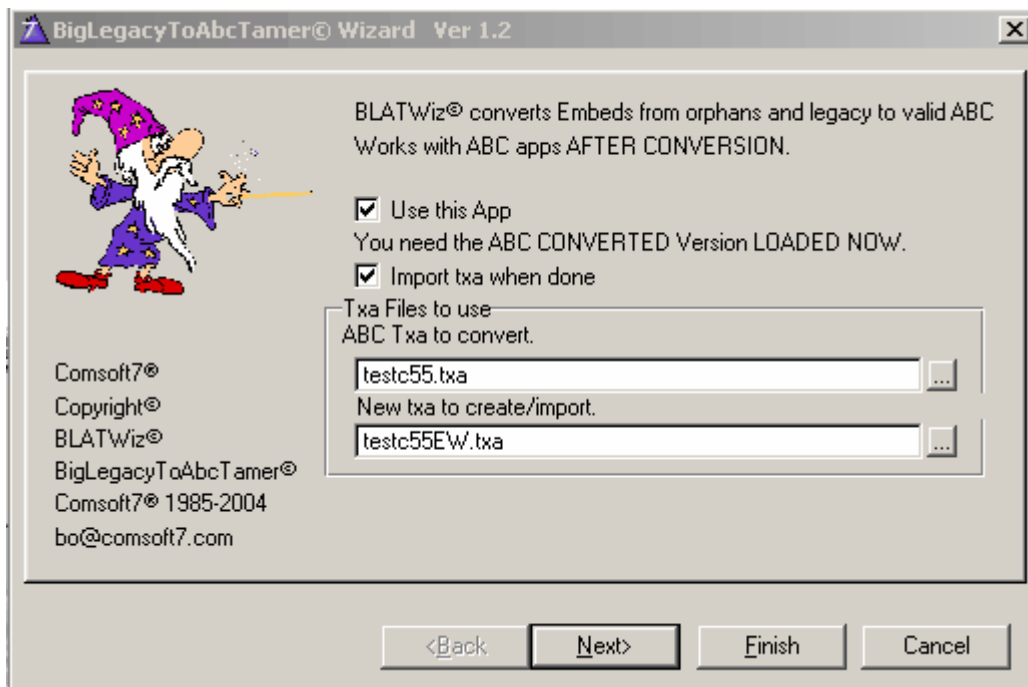 7 BigLegacyToAbcTamer© Wizard Ver 1.2
BLATWiz© converts Embeds from orphans and legacy to valid ABC
Works with ABC apps AFTER CONVERSION.
Use this App
You need the ABC CONVERTED Version LOADED NOW.
Import txa when done
Txa Files to use
ABC Txa to convert.
testc55.txa
...
New txa to create/import.
testc55EW.txa
...
Comsoft7®
Copyright©
BLATWiz©
BigLegacyToAbcTamer©
Comsoft7® 1985-2004
bo@comsoft7.com
<Back
Next>
Finish
Cancel